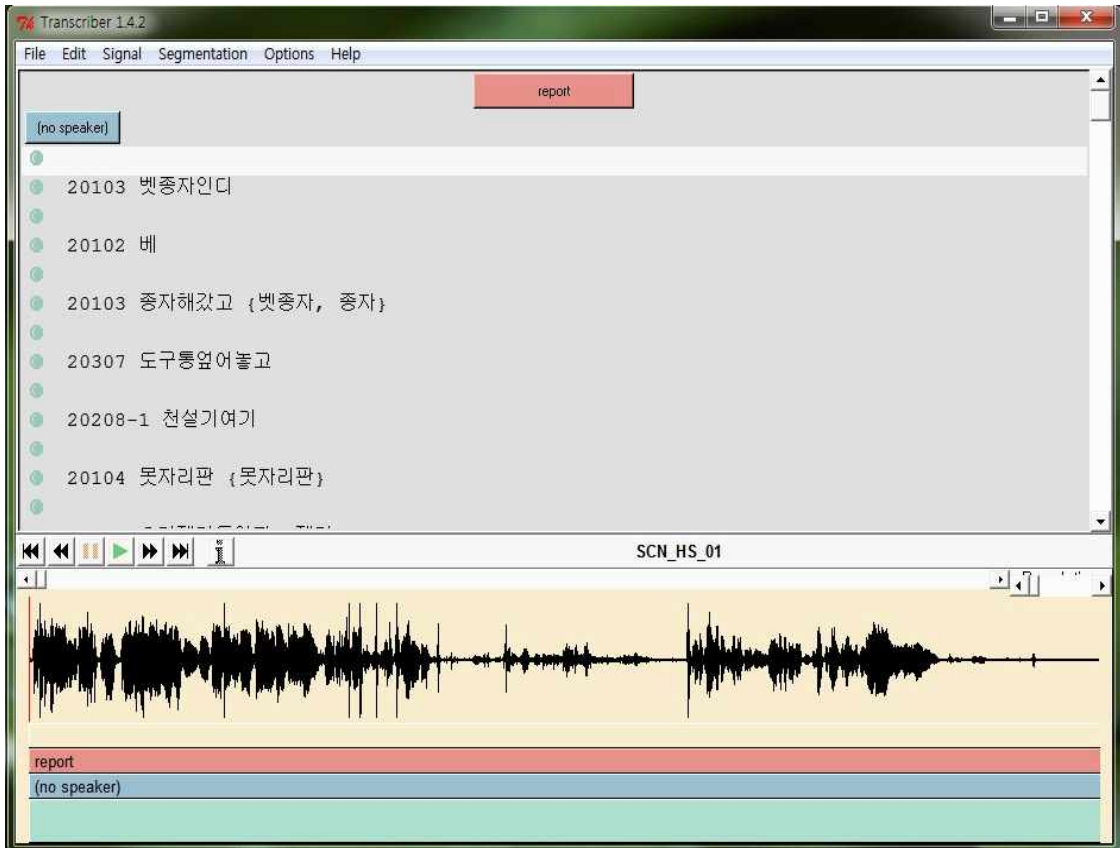 Transcriber 1.4.2
File Edit Signal Segmentation Options Help
report
(no speaker)
20103 벳종자인디
20102 베
20103 종자해갔고 {벳종자, 종자}
20307 도구통엎어놓고
20208-1 천설기여기
20104 못자리판 {못자리판}
SCN_HS_01
report
(no speaker)